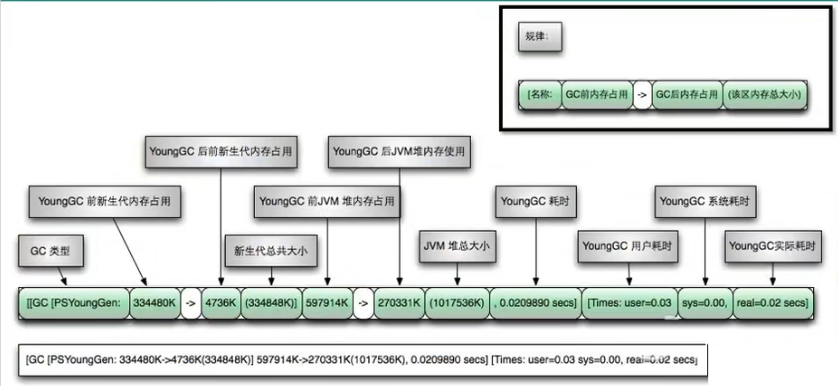 规律:
[名称: GC前内存占用 -> GC后内存占用 (该区内存总大小)
YoungGC 后前新生代内存占用
YoungGC 后JVM堆内存使用
YoungGC 前新生代内存占用
YoungGC 前JVM 堆内存占用
YoungGC 耗时
YoungGC 系统耗时
GC 类型
新生代总共大小
JVM 堆总大小
YoungGC 用户耗时
YoungGC实际耗时
[[GC [PSYoungGen: 334480K -> 4736K (334848K)] 597914K -> 270331K (1017536K) , 0.0209890 secs] [Times: user=0.03 sys=0.00, real=0.02 secs]
[GC [PSYoungGen: 334480K->4736K(334848K)] 597914K->270331K(1017536K), 0.0209890 secs] [Times: user=0.03 sys=0.00, real=0.02 secs]